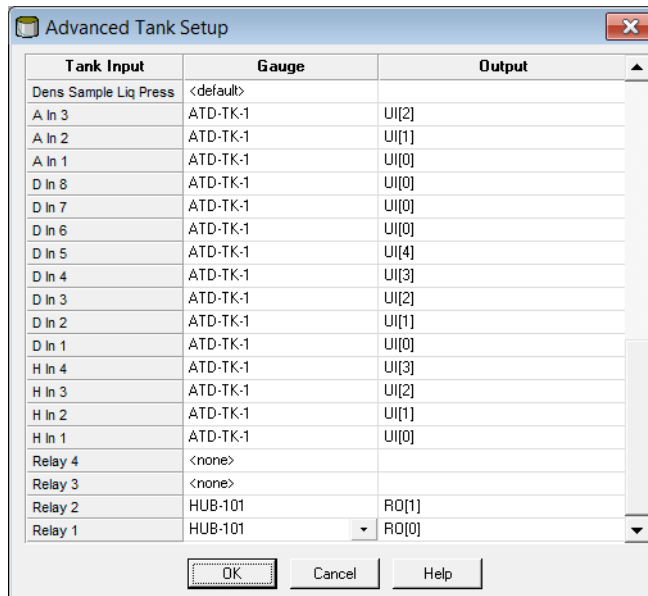 Advanced Tank Setup
Tank Input Gauge Output
Dens Sample Liq Press <default>
A In 3 ATD-TK-1 UI[2]
A In 2 ATD-TK-1 UI[1]
A In 1 ATD-TK-1 UI[0]
D In 8 ATD-TK-1 UI[0]
D In 7 ATD-TK-1 UI[0]
D In 6 ATD-TK-1 UI[0]
D In 5 ATD-TK-1 UI[4]
D In 4 ATD-TK-1 UI[3]
D In 3 ATD-TK-1 UI[2]
D In 2 ATD-TK-1 UI[1]
D In 1 ATD-TK-1 UI[0]
H In 4 ATD-TK-1 UI[3]
H In 3 ATD-TK-1 UI[2]
H In 2 ATD-TK-1 UI[1]
H In 1 ATD-TK-1 UI[0]
Relay 4 <none>
Relay 3 <none>
Relay 2 HUB-101 RO[1]
Relay 1 HUB-101 RO[0]
OK Cancel Help